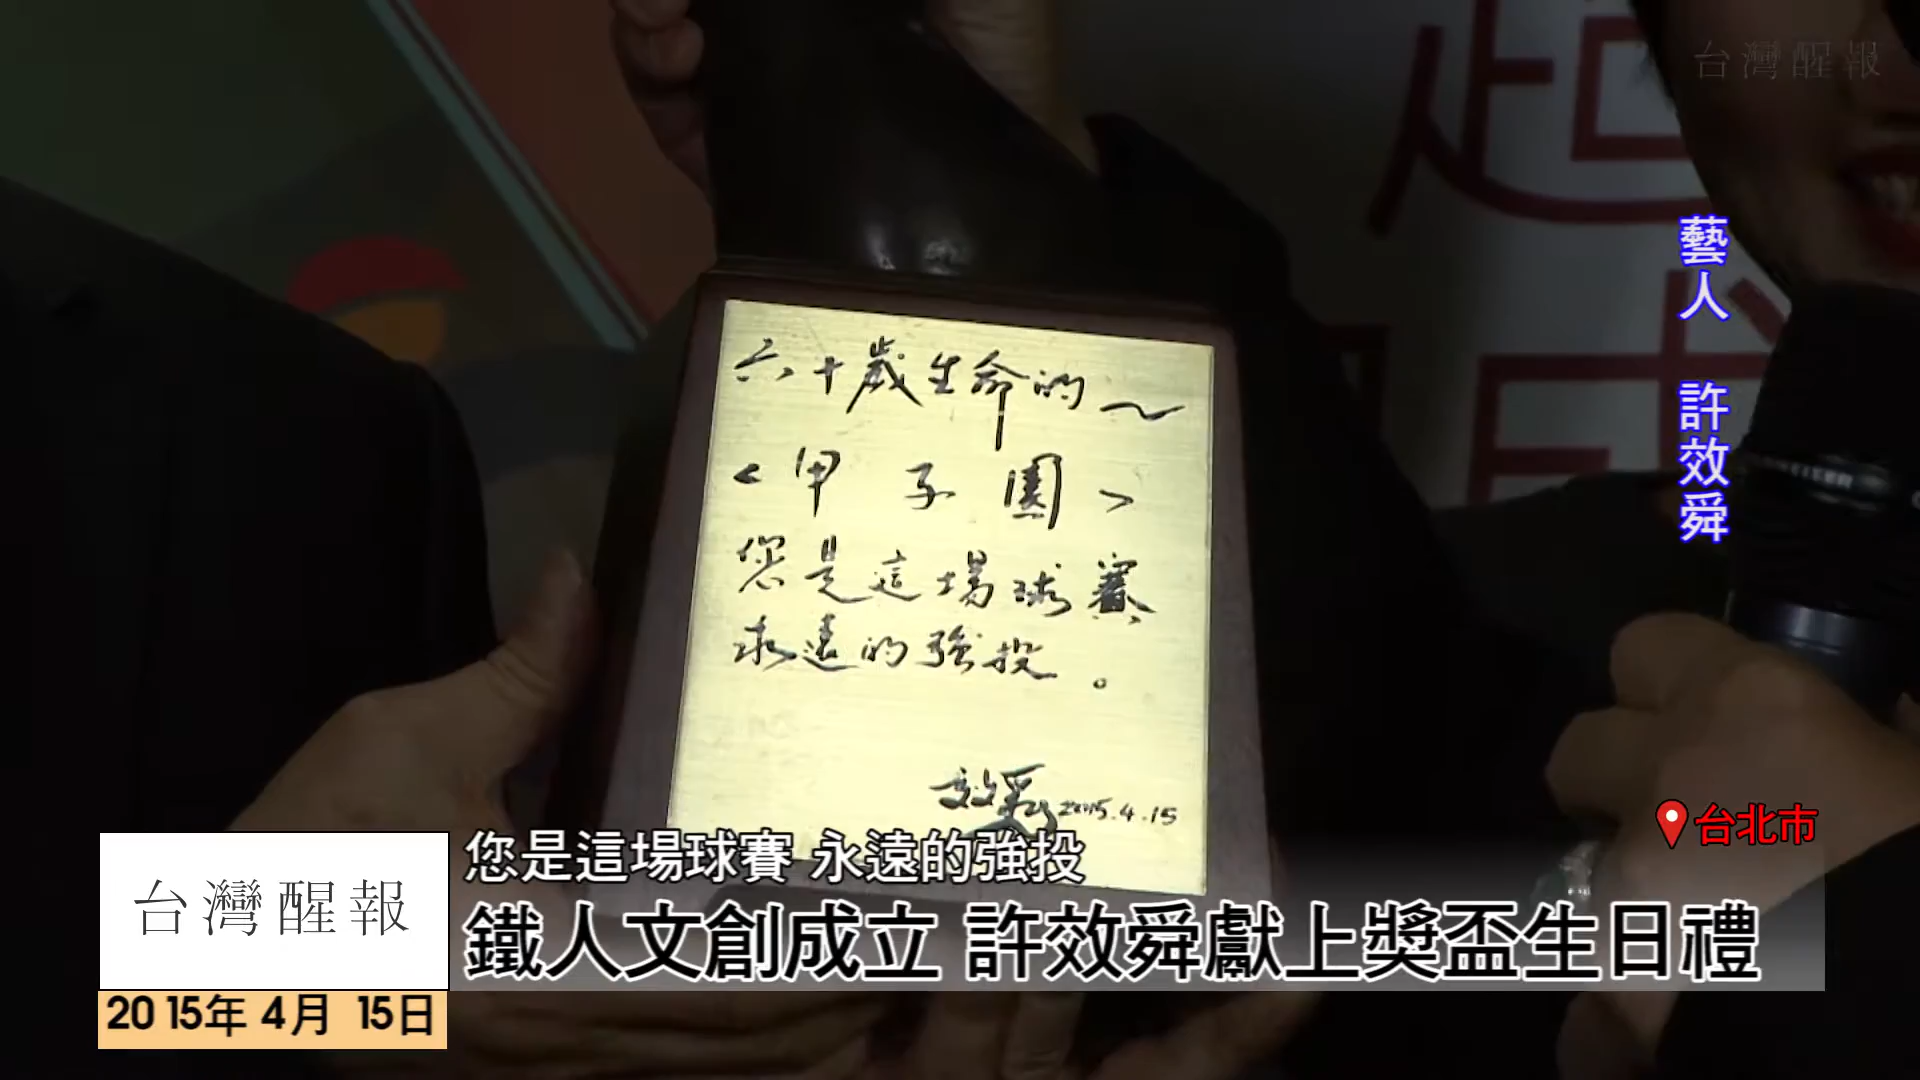 台灣醒報
藝人 許效舜
六十歲生命的~
<甲子園>
您是這場球賽
永遠的強投。
效舜 2015.4.15
台北市
您是這場球賽 永遠的強投
台灣醒報
鐵人文創成立 許效舜獻上獎盃生日禮
2015年 4月 15日